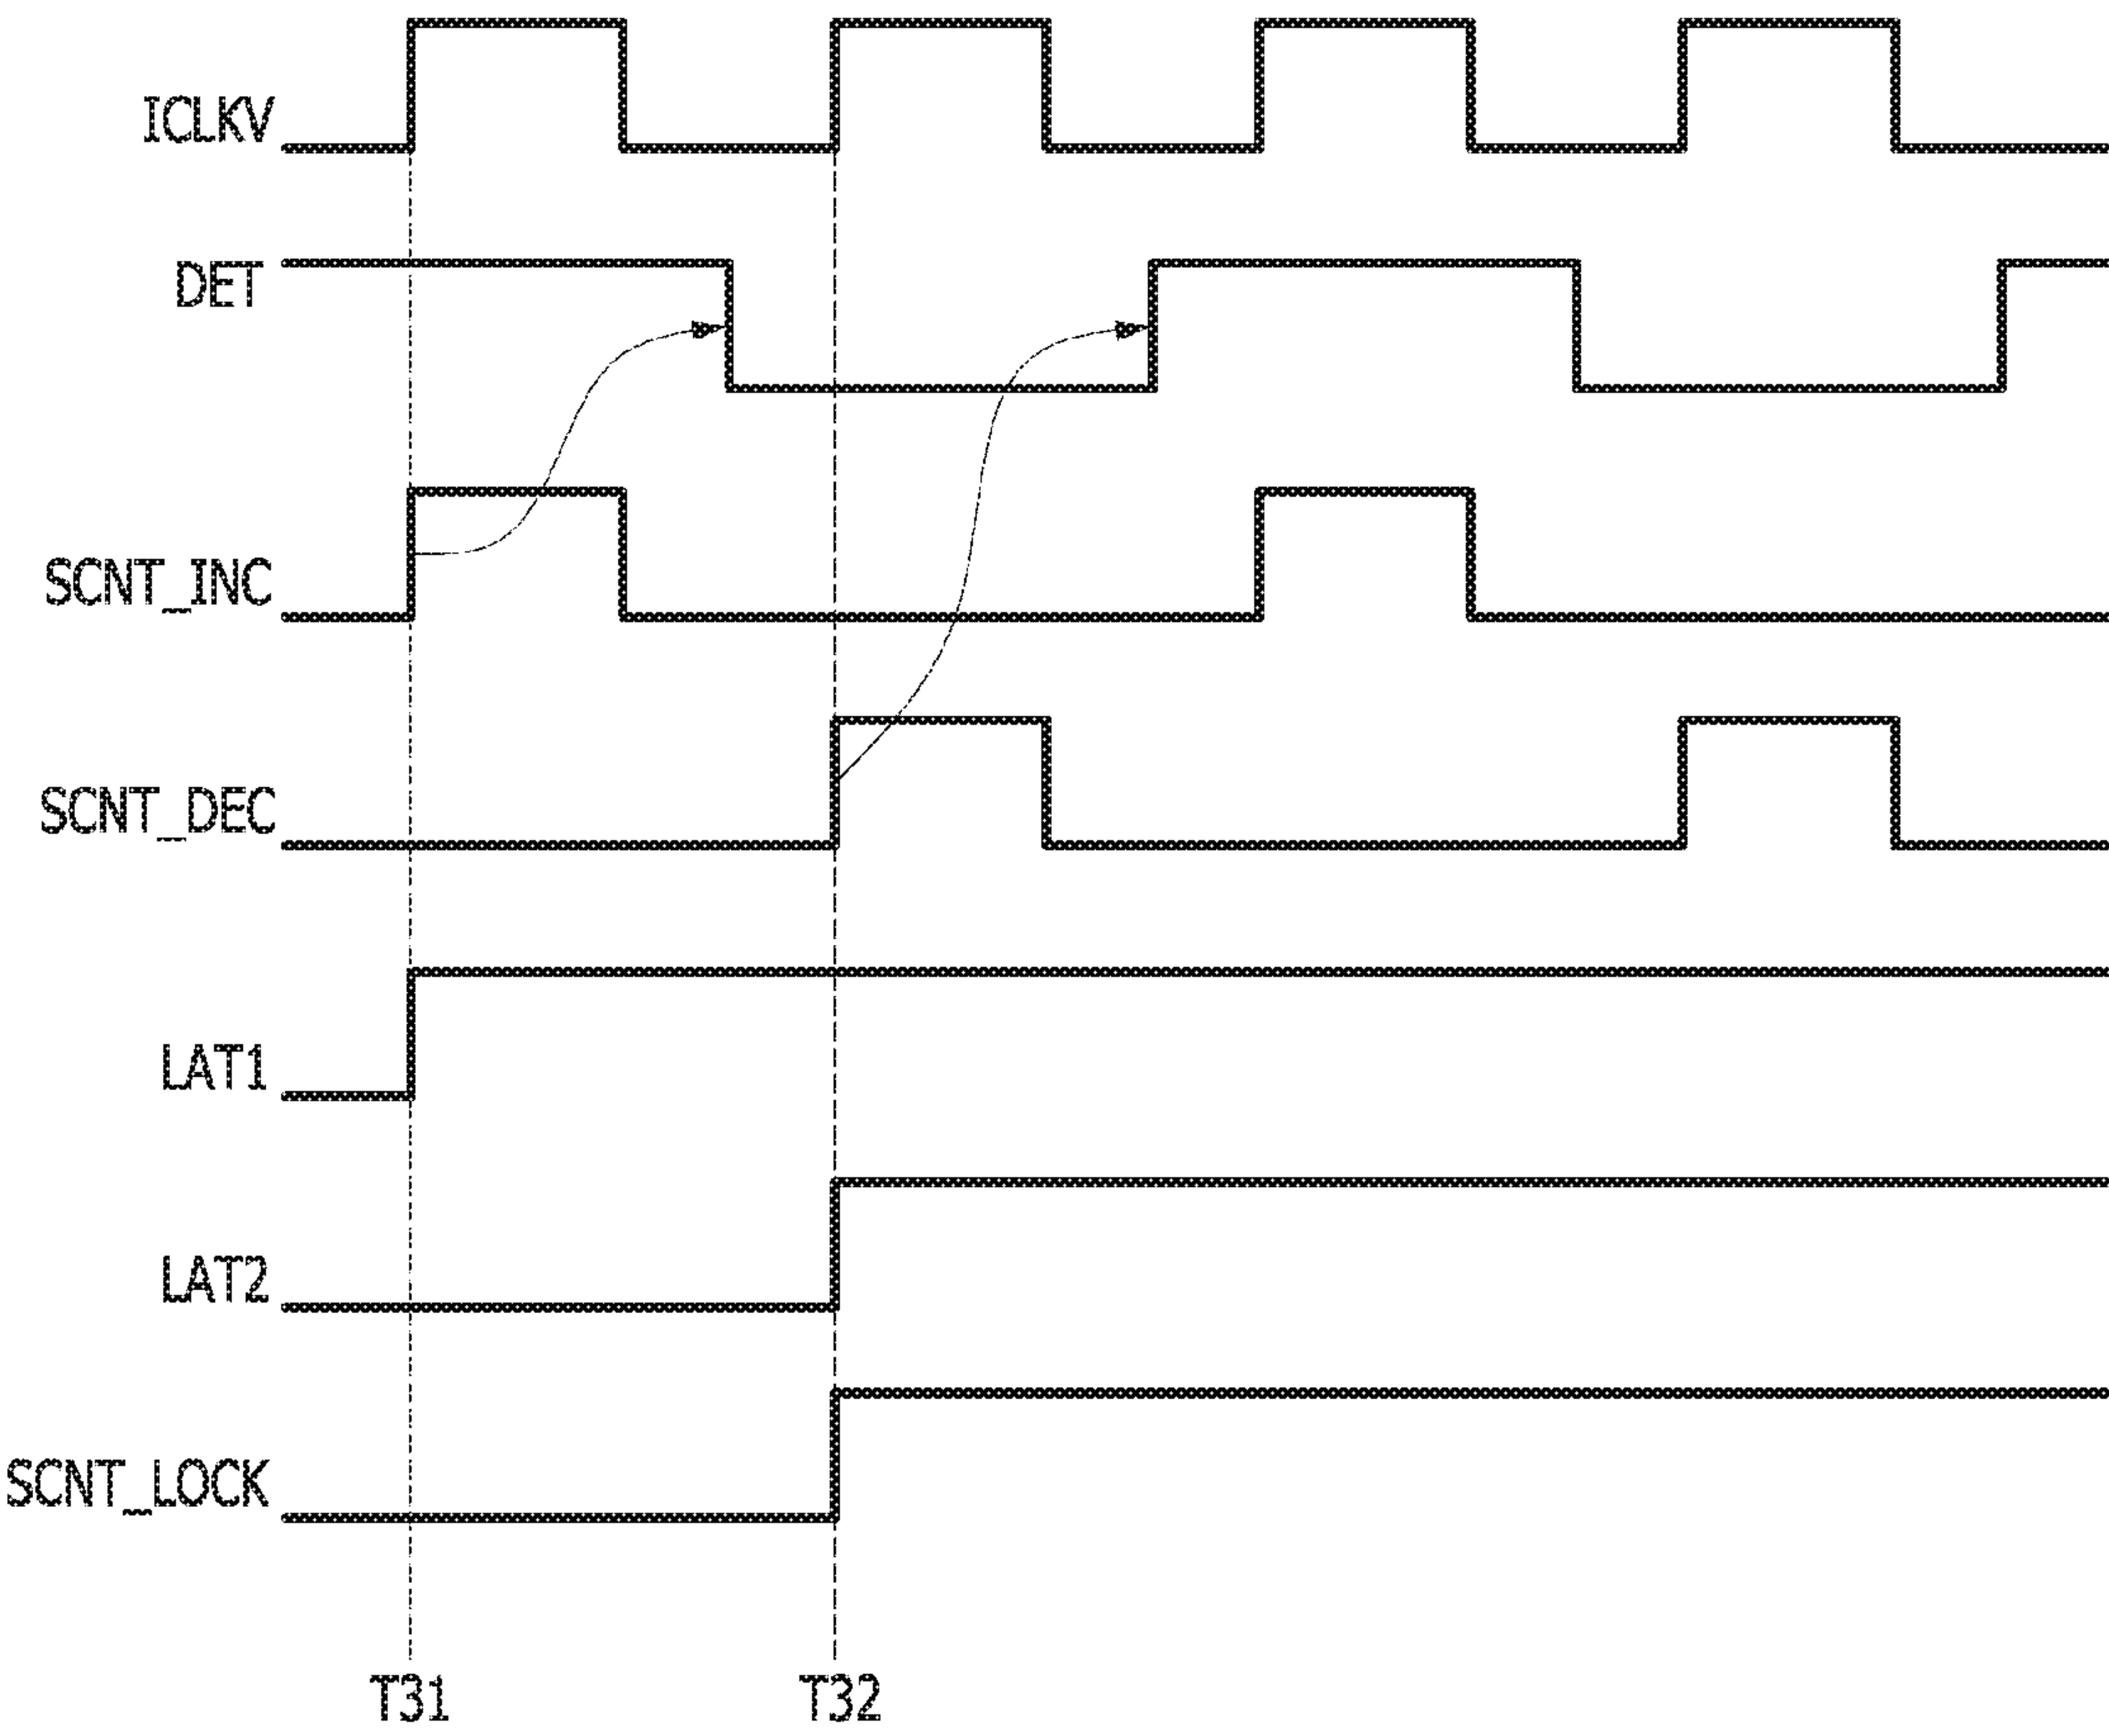 ICLKV
DET
SCNT_INC
SCNT_DEC
LAT1
LAT2
SCNT_LOCK
T31 T32